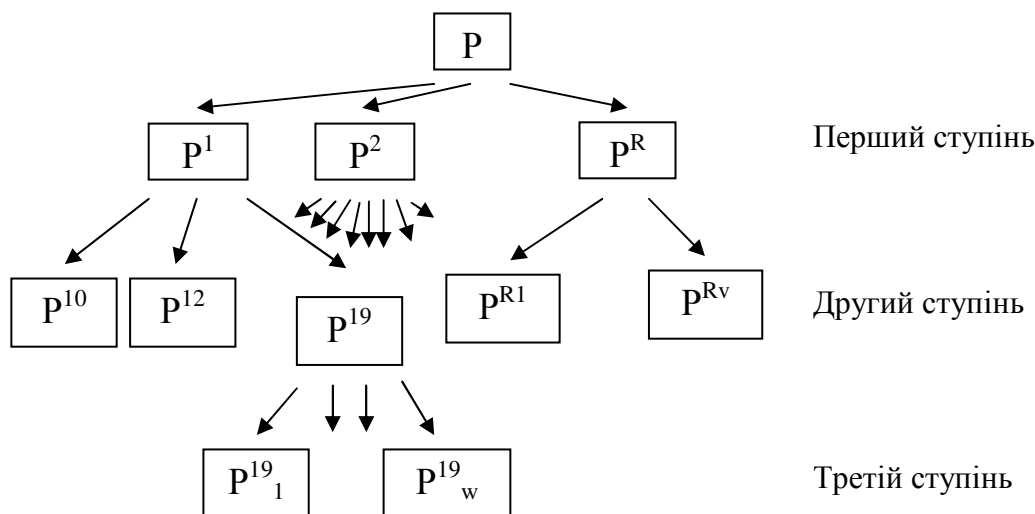 P
P¹ P² Pᴿ Перший ступінь
P¹⁰ P¹² P¹⁹ Pᴿ¹ Pᴿᵛ Другий ступінь
P¹⁹₁ P¹⁹w Третій ступінь